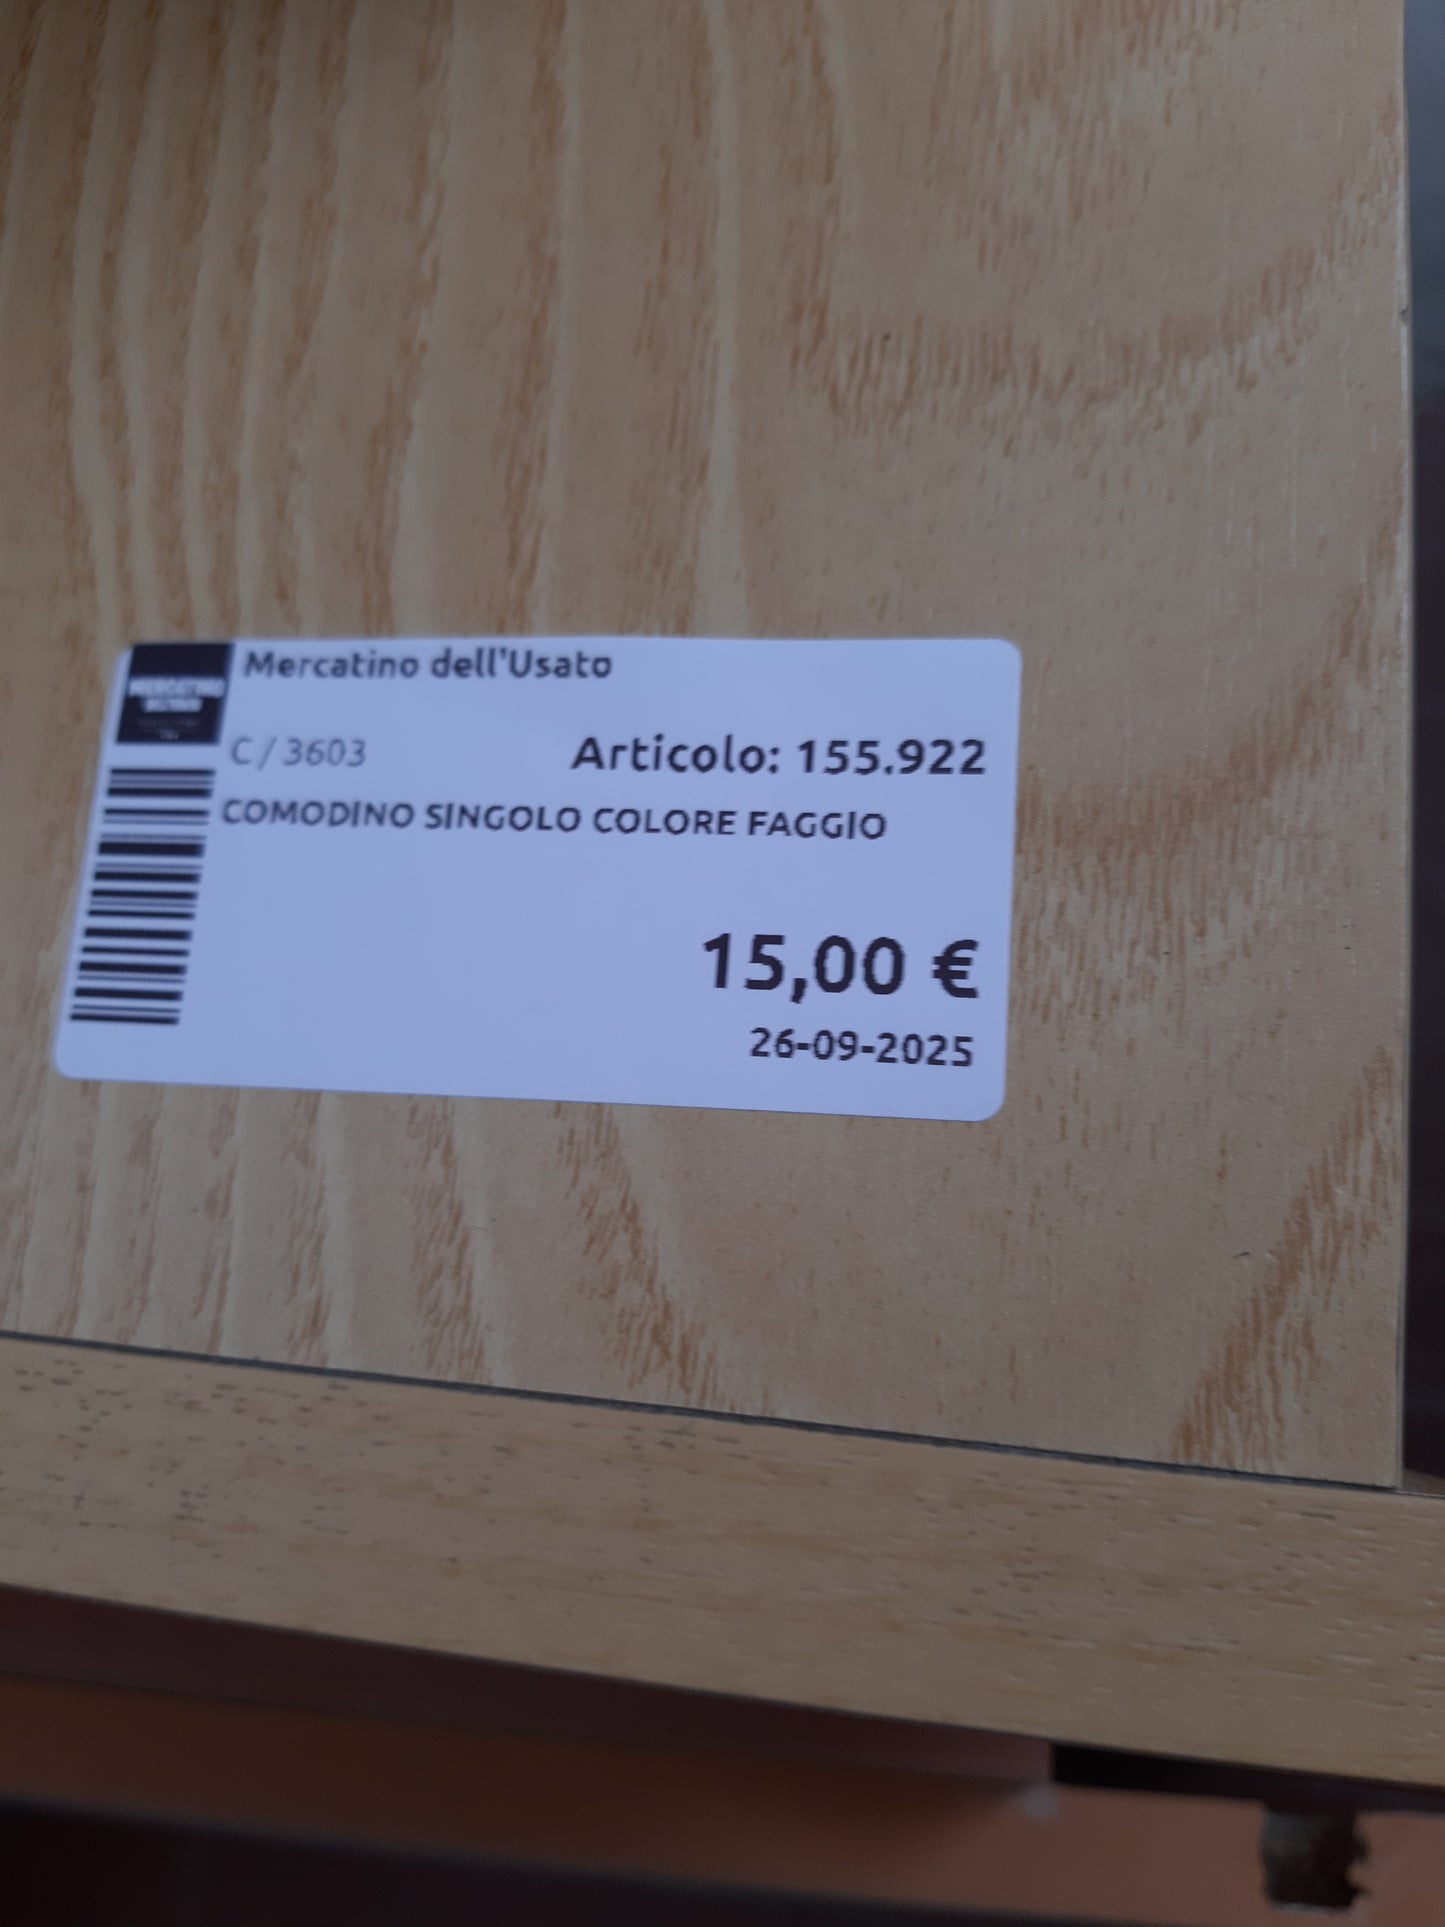 Mercatino dell'Usato
C / 3603
Articolo: 155.922
COMODINO SINGOLO COLORE FAGGIO
15,00 €
26-09-2025